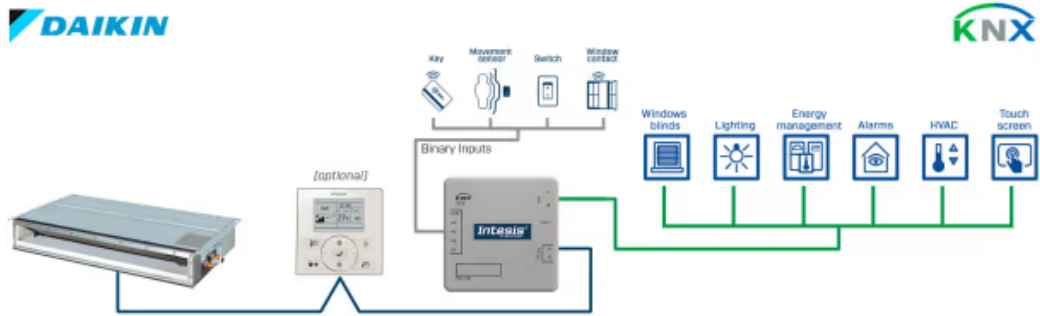 DAIKIN
KNX
Key
Movement
sensor
Switch
Window
contact
Binary Inputs
[optional]
Windows
blinds
Lighting
Energy
management
Alarms
HVAC
Touch
screen
Intesis